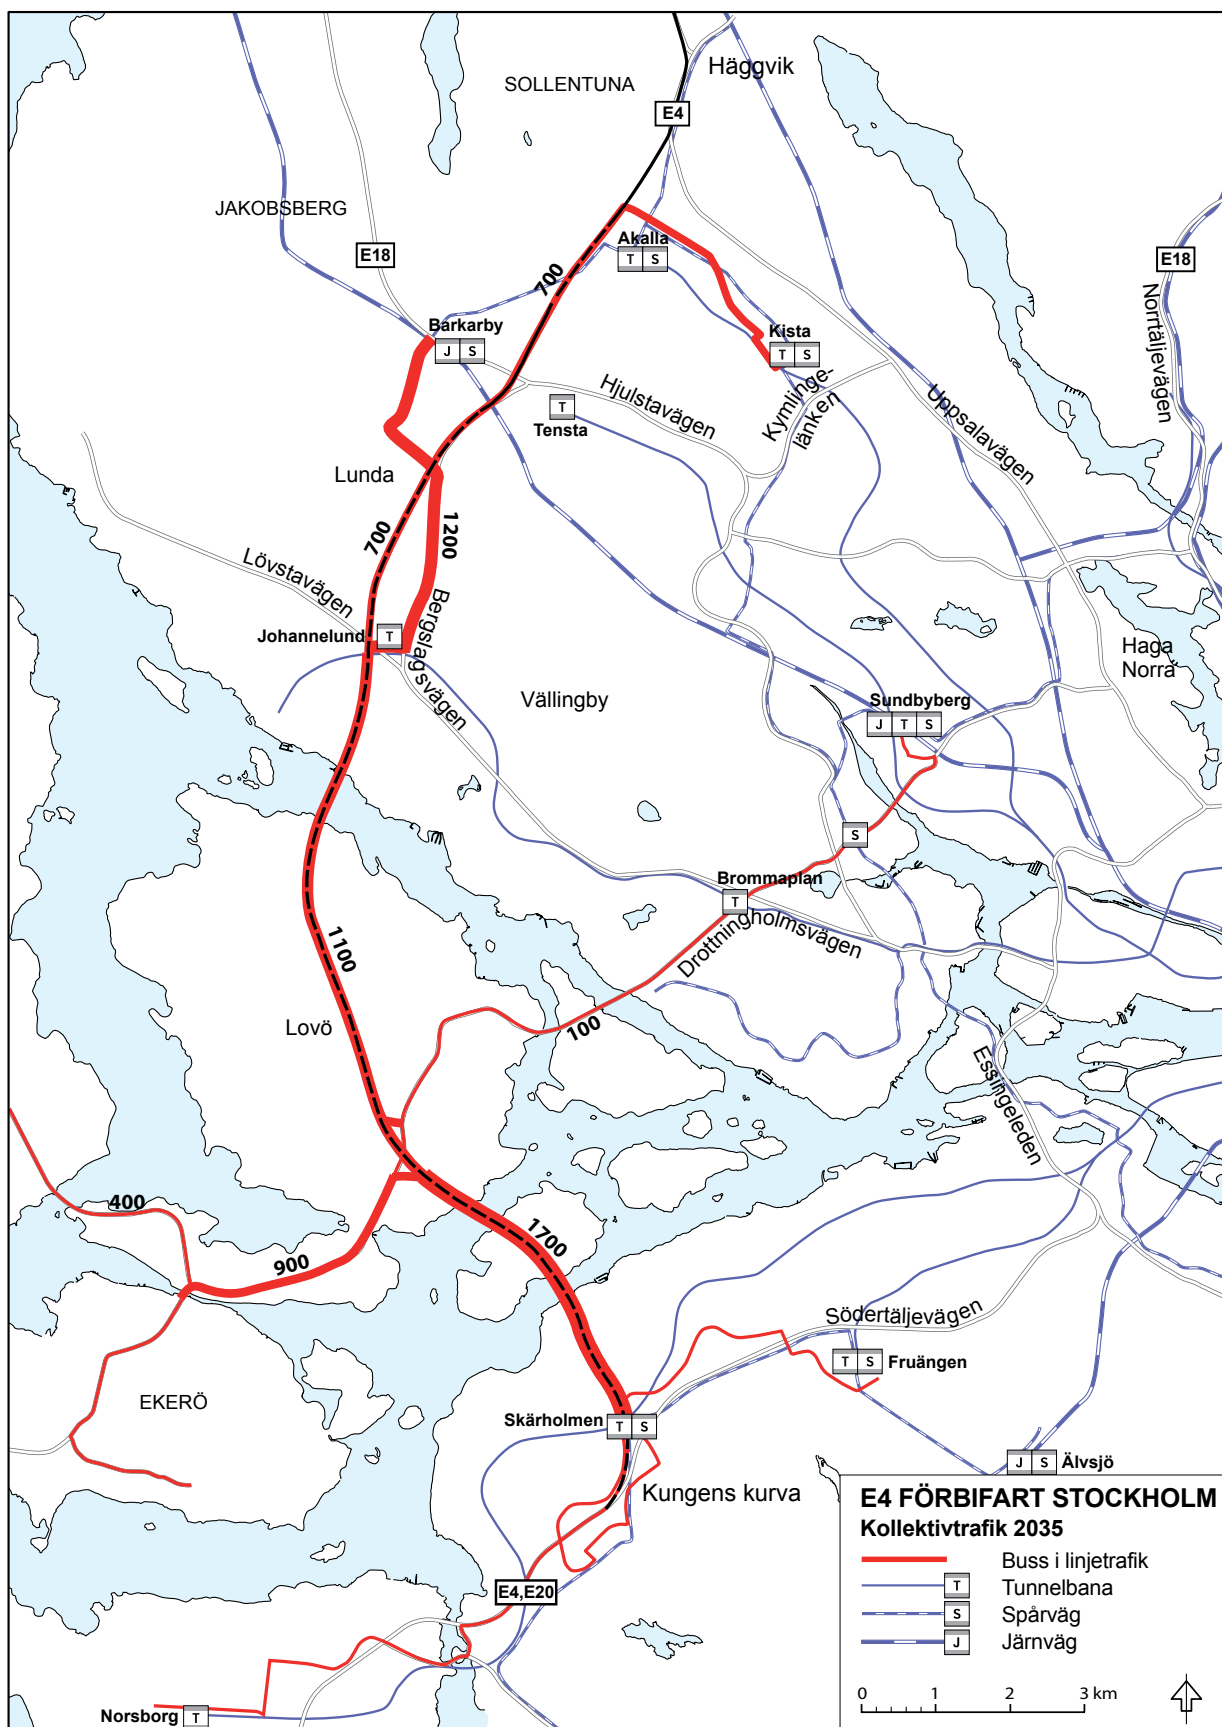 Häggvik
SOLLENTUNA
E4
JAKOBSBERG
Akalla
T S
E18
E18
700
Norrtäljevägen
Barkarby
J S
Kista
T S
Hjulstavägen
Kymlinge-
länken
Uppsalavägen
T
Tensta
Lunda
700
1200
Lövstavägen
Bergslagsvägen
Johannelund
T
Haga
Norra
Vällingby
Sundbyberg
J T S
S
Brommaplan
T
Drottningholmsvägen
1100
Lovö
100
Essingeleden
400
900
1700
Södertäljevägen
T S
Fruängen
EKERÖ
Skärholmen
T S
J S
Älvsjö
Kungens kurva
E4,E20
Norsborg
T
E4 FÖRBIFART STOCKHOLM
Kollektivtrafik 2035
Buss i linjetrafik
T Tunnelbana
S Spårväg
J Järnväg
0 1 2 3 km